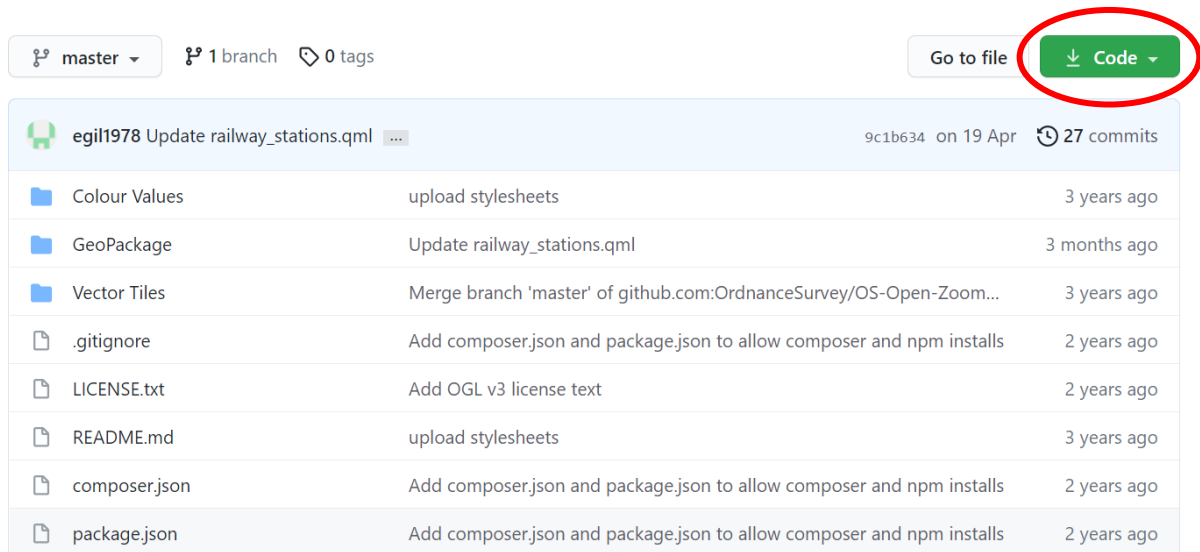 master 1 branch 0 tags Go to file Code
egil1978 Update railway_stations.qml ... 9c1b634 on 19 Apr 27 commits
Colour Values upload stylesheets 3 years ago
GeoPackage Update railway_stations.qml 3 months ago
Vector Tiles Merge branch 'master' of github.com:OrdnanceSurvey/OS-Open-Zoom... 3 years ago
.gitignore Add composer.json and package.json to allow composer and npm installs 2 years ago
LICENSE.txt Add OGL v3 license text 2 years ago
README.md upload stylesheets 3 years ago
composer.json Add composer.json and package.json to allow composer and npm installs 2 years ago
package.json Add composer.json and package.json to allow composer and npm installs 2 years ago